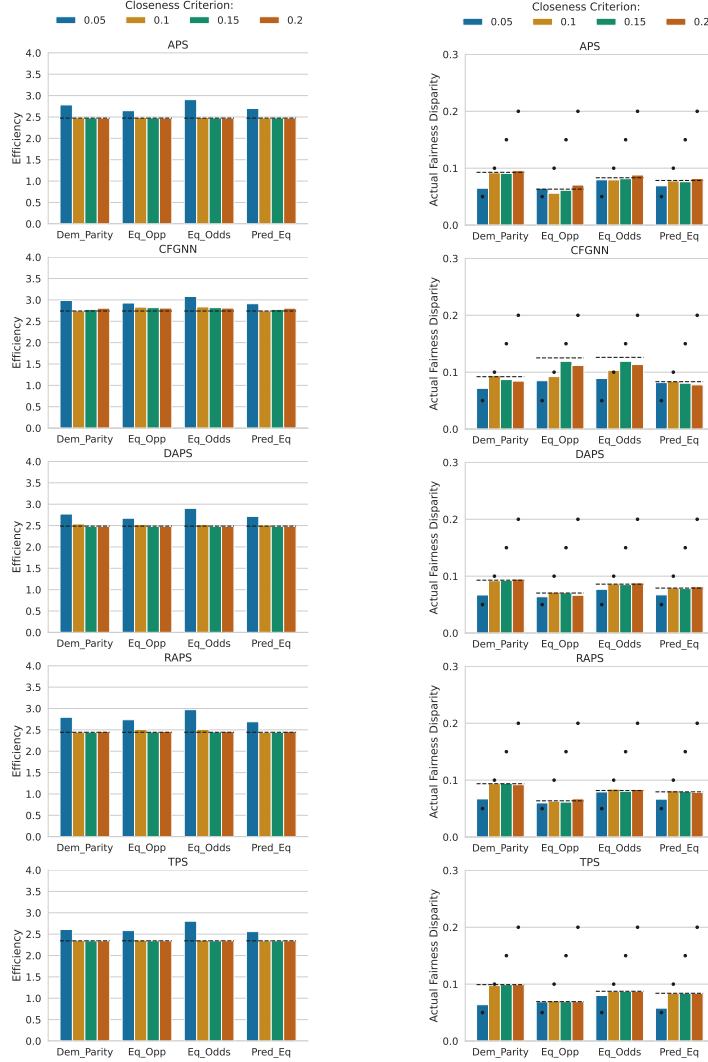 Closeness Criterion:
0.05 0.1 0.15 0.2
APS
Efficiency
4.0
3.5
3.0
2.5
2.0
1.5
1.0
0.5
0.0
Dem_Parity Eq_Opp Eq_Odds Pred_Eq
CFGNN
Efficiency
4.0
3.5
3.0
2.5
2.0
1.5
1.0
0.5
0.0
Dem_Parity Eq_Opp Eq_Odds Pred_Eq
DAPS
Efficiency
4.0
3.5
3.0
2.5
2.0
1.5
1.0
0.5
0.0
Dem_Parity Eq_Opp Eq_Odds Pred_Eq
RAPS
Efficiency
4.0
3.5
3.0
2.5
2.0
1.5
1.0
0.5
0.0
Dem_Parity Eq_Opp Eq_Odds Pred_Eq
TPS
Efficiency
4.0
3.5
3.0
2.5
2.0
1.5
1.0
0.5
0.0
Dem_Parity Eq_Opp Eq_Odds Pred_Eq
Closeness Criterion:
0.05 0.1 0.15 0.2
APS
Actual Fairness Disparity
0.3
0.2
0.1
0.0
Dem_Parity Eq_Opp Eq_Odds Pred_Eq
CFGNN
Actual Fairness Disparity
0.3
0.2
0.1
0.0
Dem_Parity Eq_Opp Eq_Odds Pred_Eq
DAPS
Actual Fairness Disparity
0.3
0.2
0.1
0.0
Dem_Parity Eq_Opp Eq_Odds Pred_Eq
RAPS
Actual Fairness Disparity
0.3
0.2
0.1
0.0
Dem_Parity Eq_Opp Eq_Odds Pred_Eq
TPS
Actual Fairness Disparity
0.3
0.2
0.1
0.0
Dem_Parity Eq_Opp Eq_Odds Pred_Eq